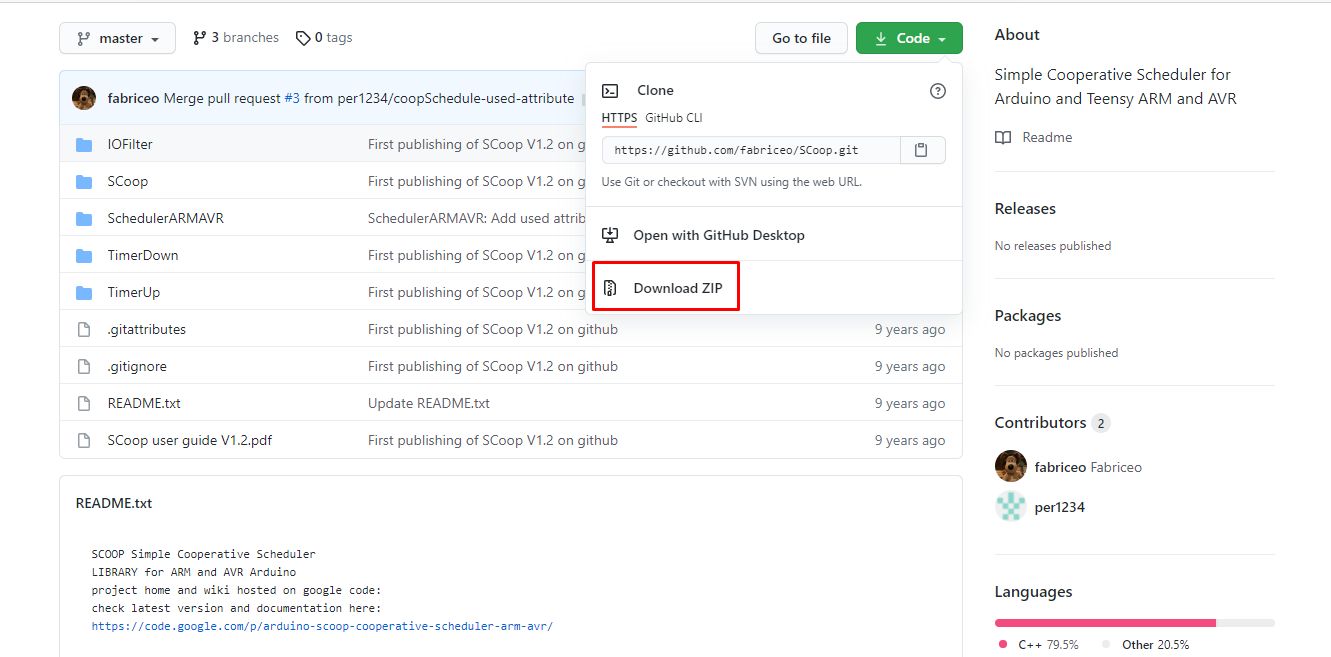 master
3 branches
0 tags
Go to file
Code
fabriceo Merge pull request #3 from per1234/coopSchedule-used-attribute
IOFilter First publishing of SCoop V1.2 on g
SCoop First publishing of SCoop V1.2 on g
SchedulerARMAVR SchedulerARMAVR: Add used attrib
TimerDown First publishing of SCoop V1.2 on g
TimerUp First publishing of SCoop V1.2 on g
.gitattributes First publishing of SCoop V1.2 on github 9 years ago
.gitignore First publishing of SCoop V1.2 on github 9 years ago
README.txt Update README.txt 9 years ago
SCoop user guide V1.2.pdf First publishing of SCoop V1.2 on github 9 years ago
Clone
HTTPS GitHub CLI
https://github.com/fabriceo/SCoop.git
Use Git or checkout with SVN using the web URL.
Open with GitHub Desktop
Download ZIP
README.txt
SCOOP Simple Cooperative Scheduler
LIBRARY for ARM and AVR Arduino
project home and wiki hosted on google code:
check latest version and documentation here:
https://code.google.com/p/arduino-scoop-cooperative-scheduler-arm-avr/
About
Simple Cooperative Scheduler for
Arduino and Teensy ARM and AVR
Readme
Releases
No releases published
Packages
No packages published
Contributors 2
fabriceo Fabriceo
per1234
Languages
C++ 79.5% Other 20.5%